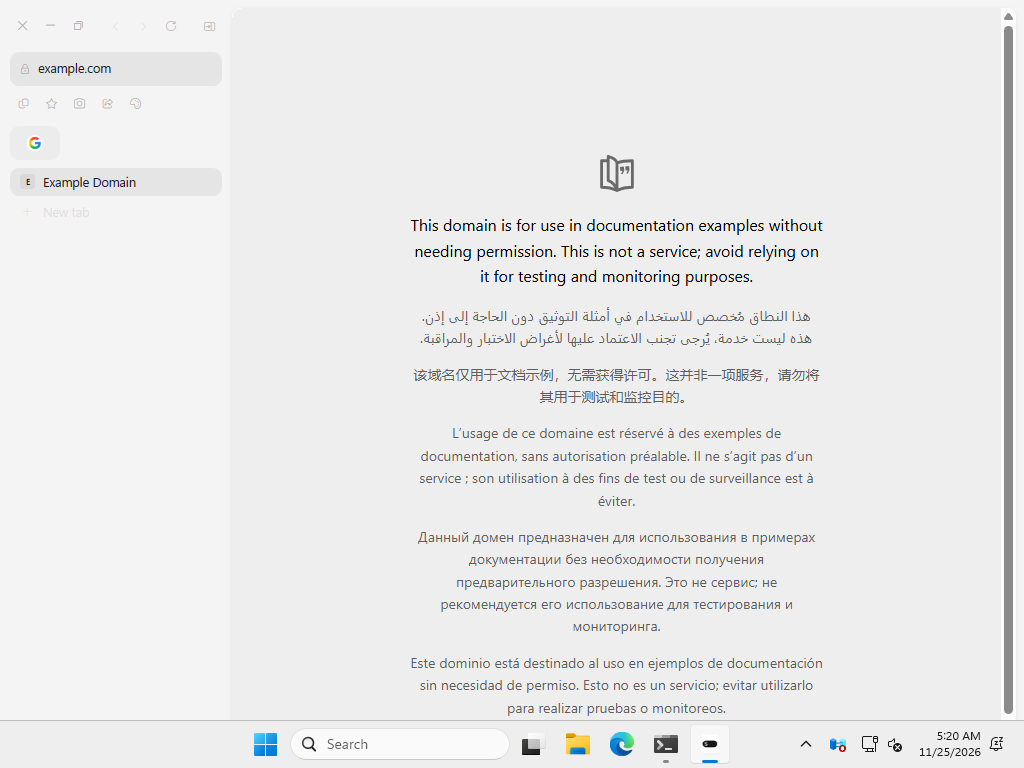 example.com
Example Domain
New tab
This domain is for use in documentation examples without
needing permission. This is not a service; avoid relying on
it for testing and monitoring purposes.
هذا النطاق مُخصص للاستخدام في أمثلة التوثيق دون الحاجة إلى إذن.
هذه ليست خدمة، يُرجى تجنب الاعتماد عليها لأغراض الاختبار والمراقبة.
该域名仅用于文档示例，无需获得许可。这并非一项服务，请勿将
其用于测试和监控目的。
L’usage de ce domaine est réservé à des exemples de
documentation, sans autorisation préalable. Il ne s’agit pas d’un
service ; son utilisation à des fins de test ou de surveillance est à
éviter.
Данный домен предназначен для использования в примерах
документации без необходимости получения
предварительного разрешения. Это не сервис; не
рекомендуется его использование для тестирования и
мониторинга.
Este dominio está destinado al uso en ejemplos de documentación
sin necesidad de permiso. Esto no es un servicio; evitar utilizarlo
para realizar pruebas o monitoreos.
Search
5:20 AM
11/25/2026